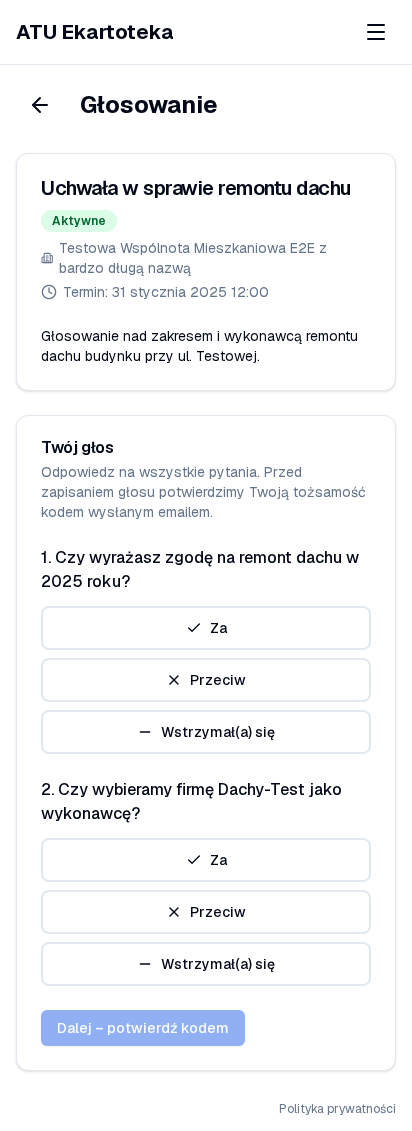 ATU Ekartoteka
Głosowanie
Uchwała w sprawie remontu dachu
Aktywne
Testowa Wspólnota Mieszkaniowa E2E z
bardzo długą nazwą
Termin: 31 stycznia 2025 12:00
Głosowanie nad zakresem i wykonawcą remontu
dachu budynku przy ul. Testowej.
Twój głos
Odpowiedz na wszystkie pytania. Przed
zapisaniem głosu potwierdzimy Twoją tożsamość
kodem wysłanym emailem.
1. Czy wyrażasz zgodę na remont dachu w
2025 roku?
Za
Przeciw
Wstrzymał(a) się
2. Czy wybieramy firmę Dachy-Test jako
wykonawcę?
Za
Przeciw
Wstrzymał(a) się
Dalej – potwierdź kodem
Polityka prywatności